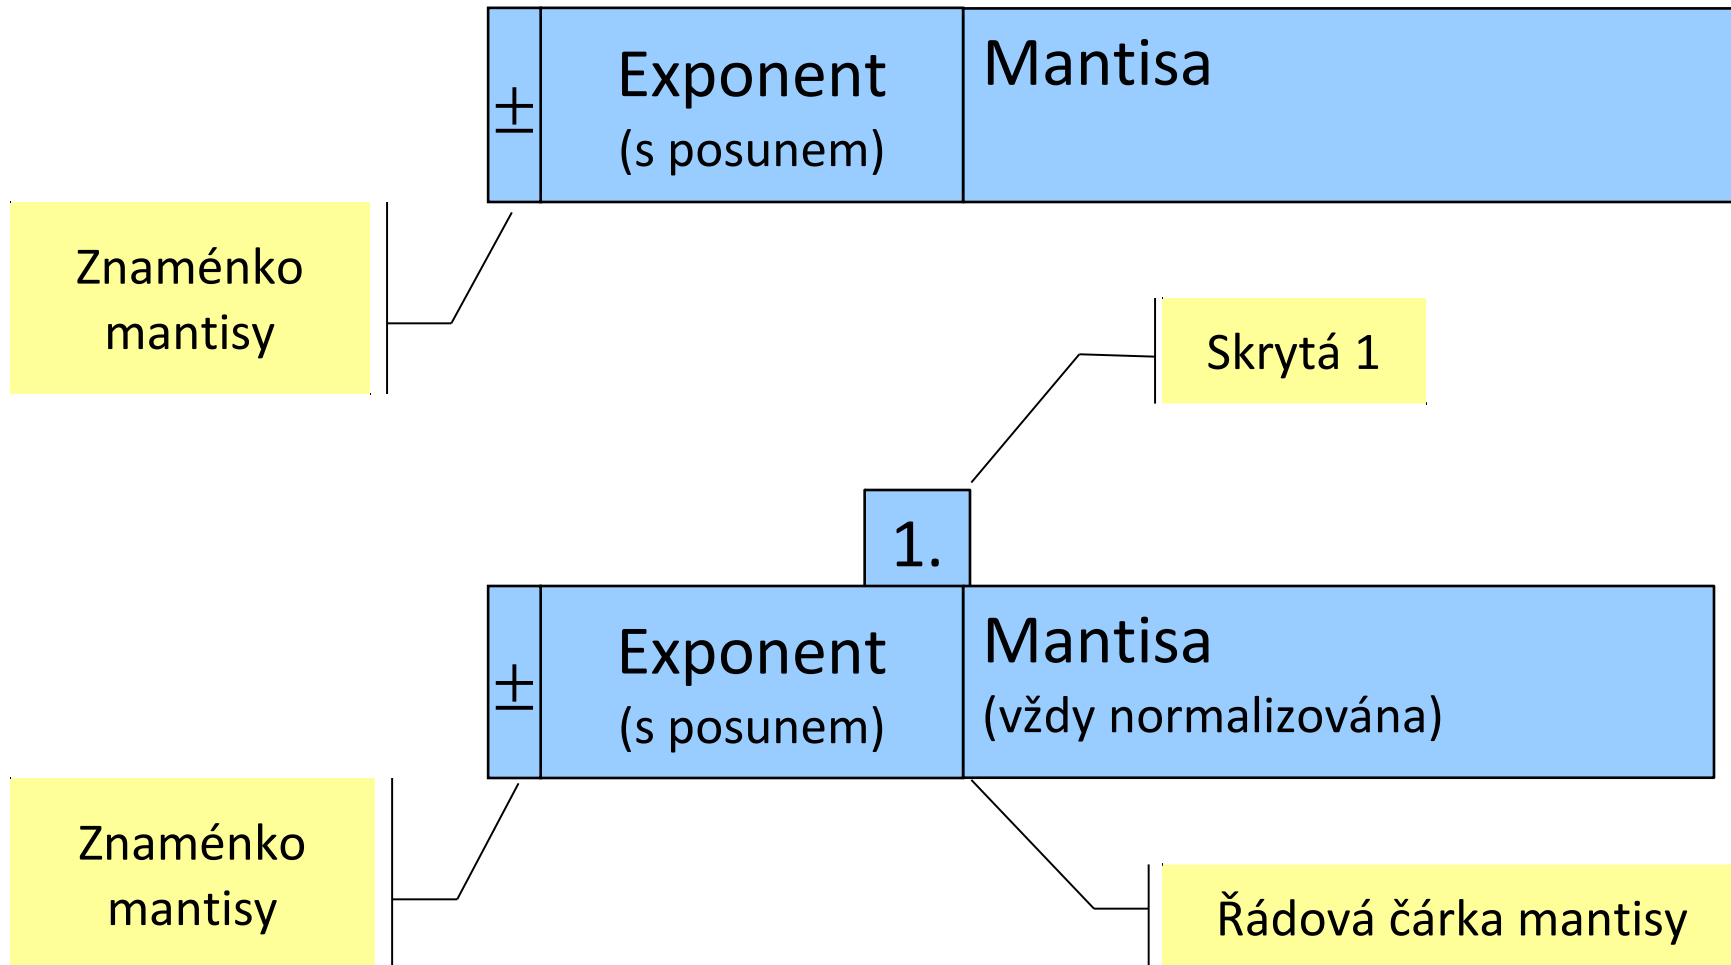 ±
Exponent
(s posunem)
Mantisa
Znaménko
mantisy
Skrytá 1
1.
±
Exponent
(s posunem)
Mantisa
(vždy normalizována)
Znaménko
mantisy
Řádová čárka mantisy